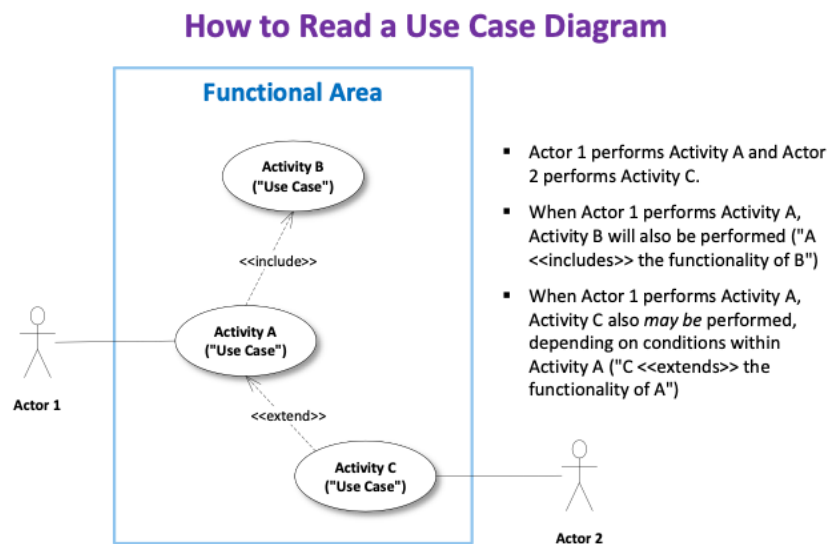 How to Read a Use Case Diagram
Functional Area
Activity B
("Use Case")
<<include>>
Activity A
("Use Case")
Actor 1
<<extend>>
Activity C
("Use Case")
Actor 2
▪ Actor 1 performs Activity A and Actor
2 performs Activity C.
▪ When Actor 1 performs Activity A,
Activity B will also be performed ("A
<<includes>> the functionality of B")
▪ When Actor 1 performs Activity A,
Activity C also may be performed,
depending on conditions within
Activity A ("C <<extends>> the
functionality of A")